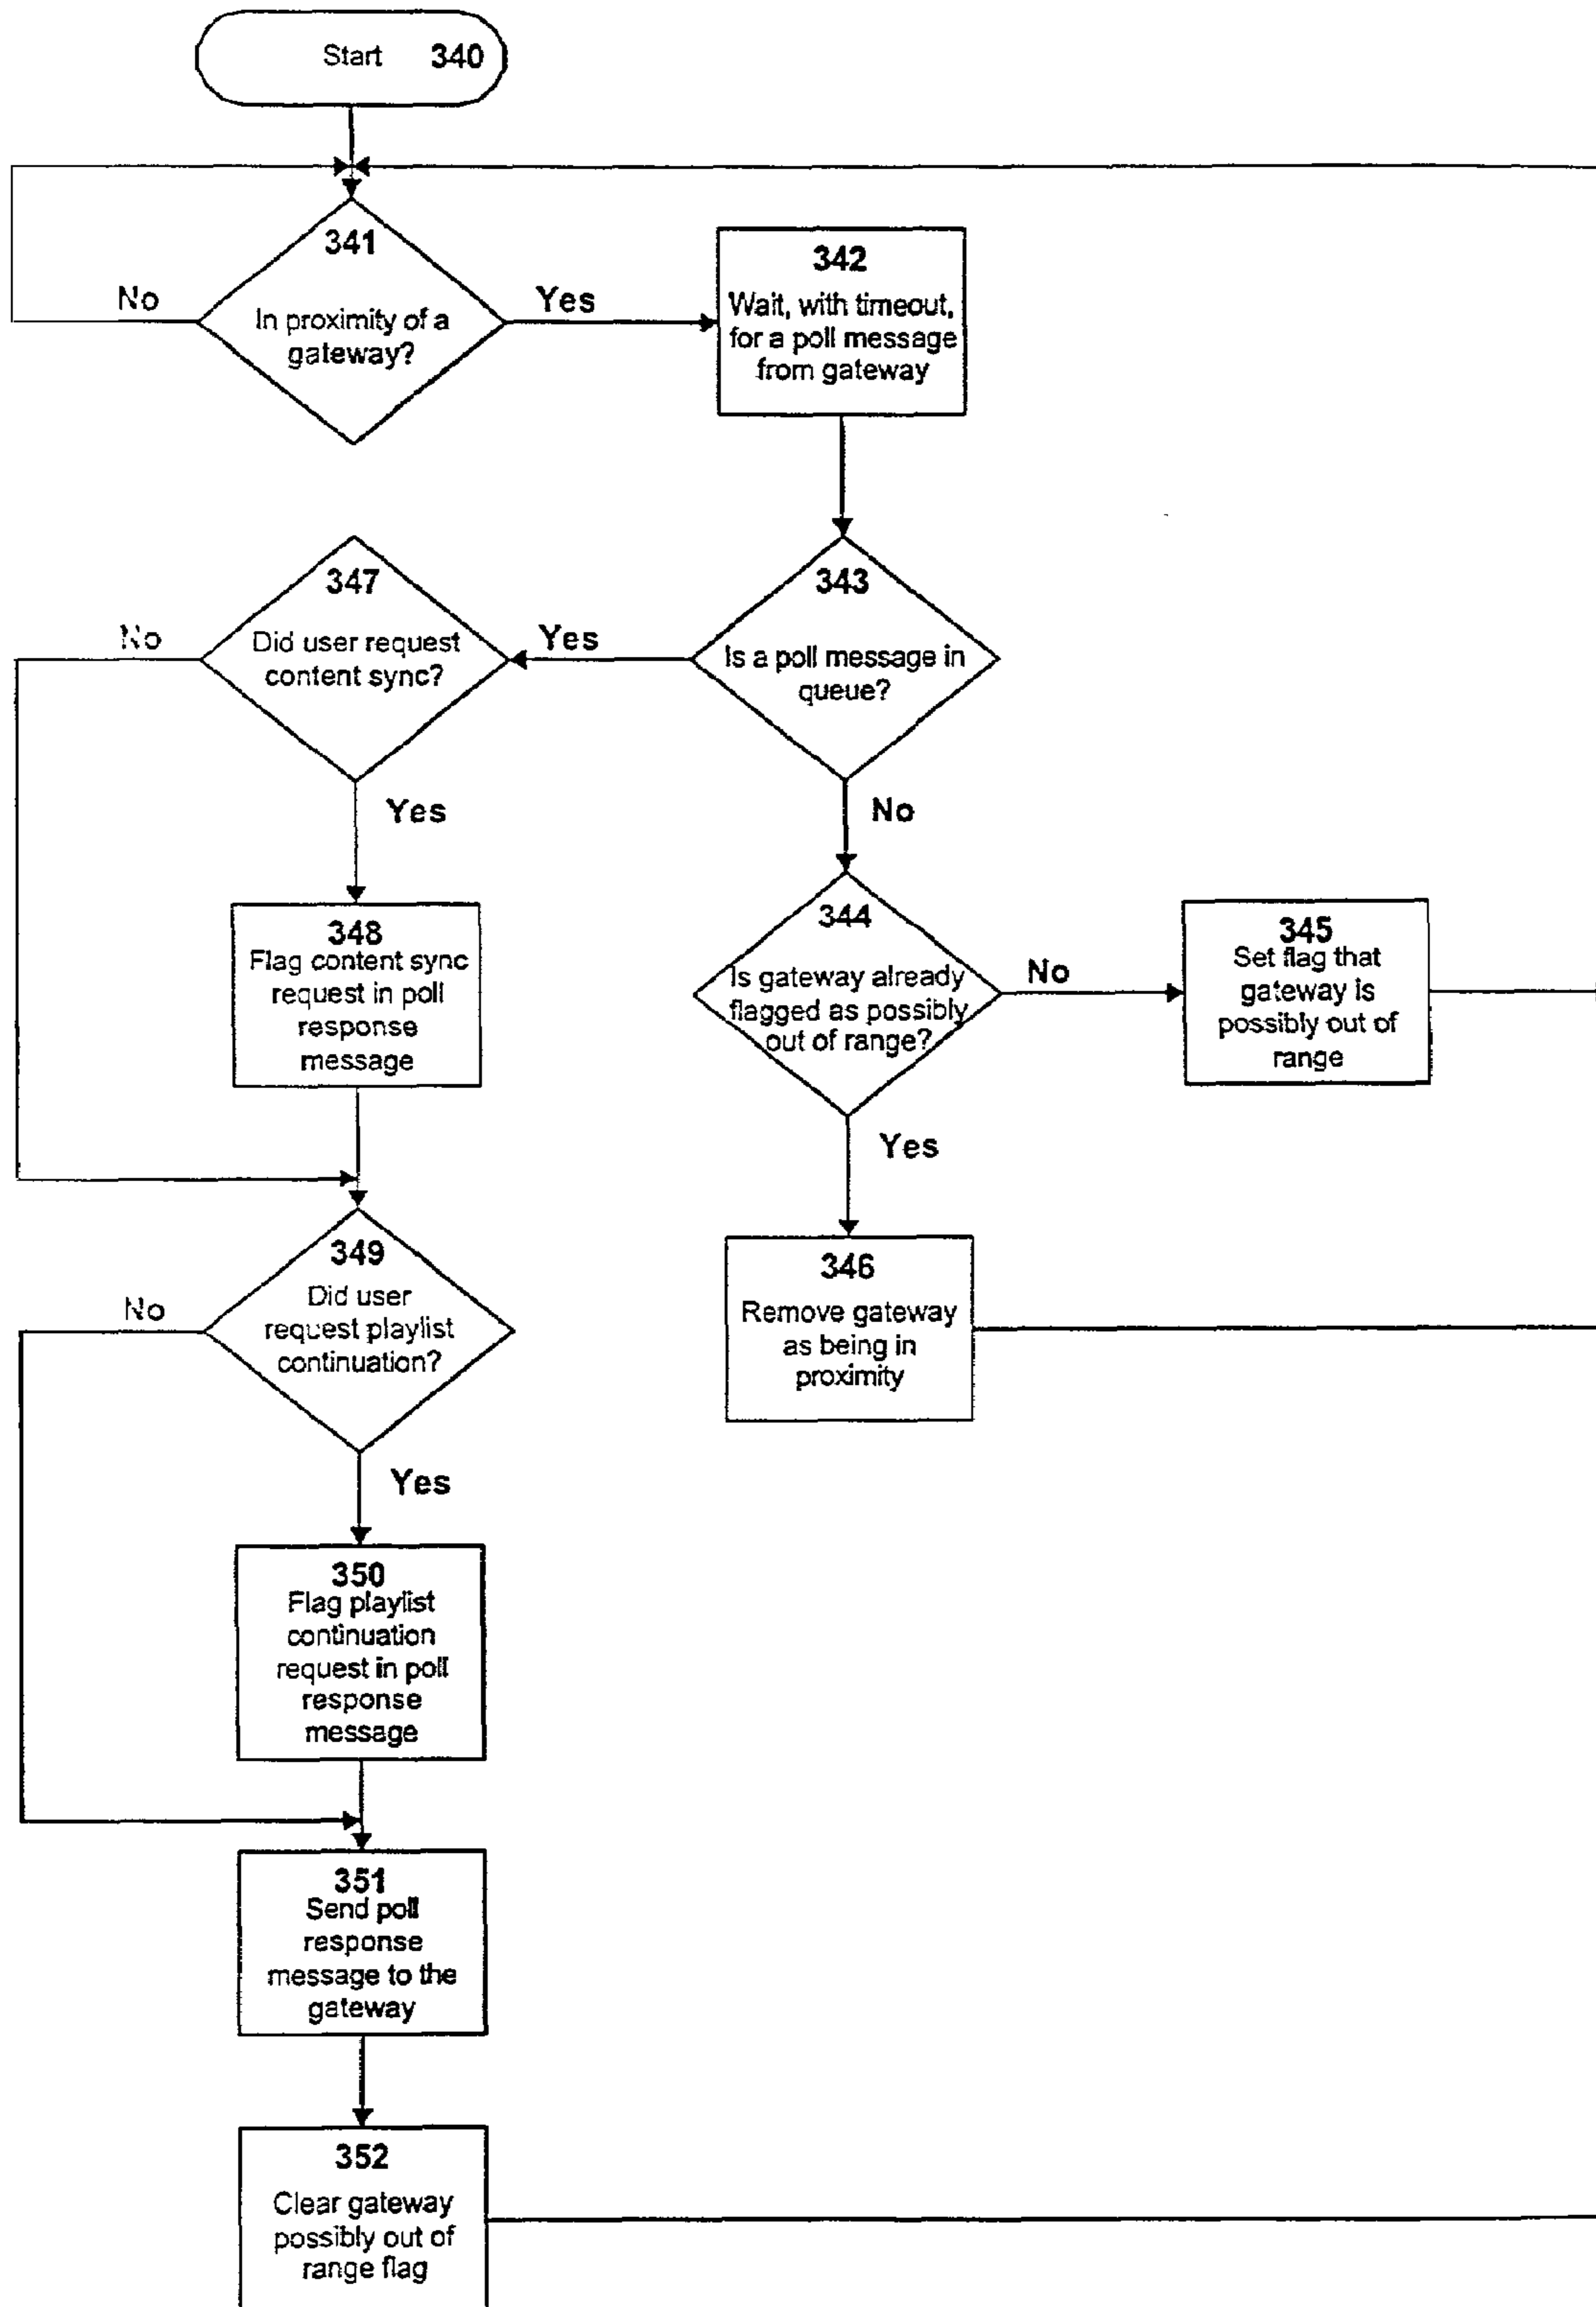 Start 340
341
In proximity of a
gateway?
No
Yes
342
Wait, with timeout,
for a poll message
from gateway
343
Is a poll message in
queue?
Yes
No
347
Did user request
content sync?
No
Yes
348
Flag content sync
request in poll
response
message
344
Is gateway already
flagged as possibly
out of range?
No
Yes
345
Set flag that
gateway is
possibly out of
range
346
Remove gateway
as being in
proximity
349
Did user
request playlist
continuation?
No
Yes
350
Flag playlist
continuation
request in poll
response
message
351
Send poll
response
message to the
gateway
352
Clear gateway
possibly out of
range flag